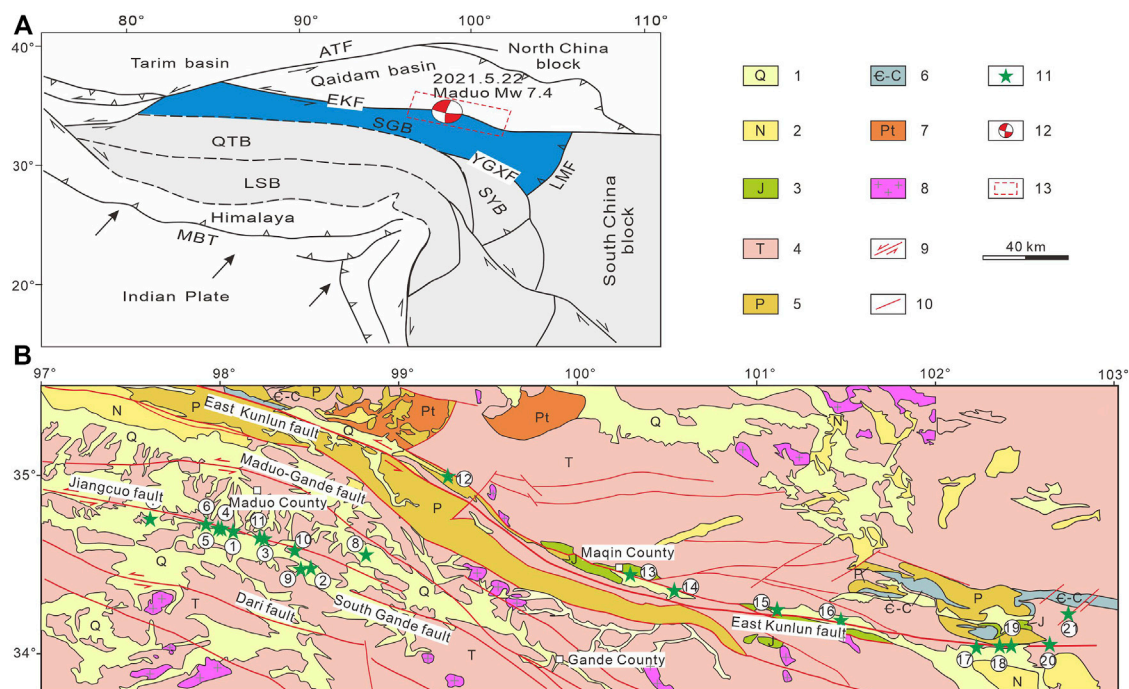 A
80°
90°
100°
110°
40°
30°
20°
ATF
North China
block
Tarim basin
Qaidam basin
2021.5.22
Maduo Mw 7.4
EKF
SGB
QTB
YGXF
LMF
LSB
SYB
Himalaya
MBT
Indian Plate
South China
block
Q 1
N 2
J 3
T 4
P 5
Є-C 6
Pt 7
8
9
10
11
12
13
40 km
B
97
98°
99°
100°
101°
102°
103°
35°
34°
N
P
Є-C
P
East Kunlun fault
Q
Pt
Pt
Q
N
Q
Maduo-Gande fault
T
12
Jiangcuo fault
Maduo County
P
N
6
4
11
10
8
5
1
3
9
2
Maqin County
J
13
14
Q
Q
T
Dari fault
South Gande fault
Q
T
Gande County
15
16
East Kunlun fault
J
P
Є-C
P
Є-C
19
J
21
17
18
20
N